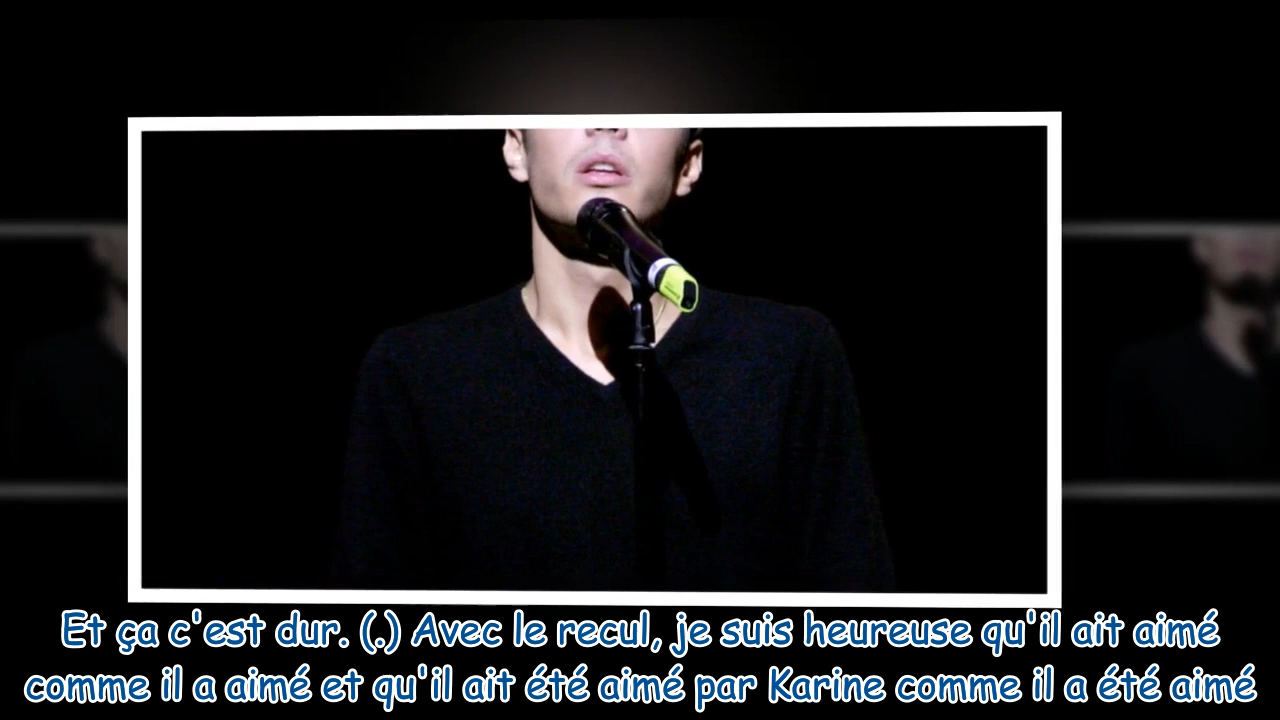 Et ça c'est dur. (.) Avec le recul, je suis heureuse qu'il ait aimé
comme il a aimé et qu'il ait été aimé par Karine comme il a été aimé